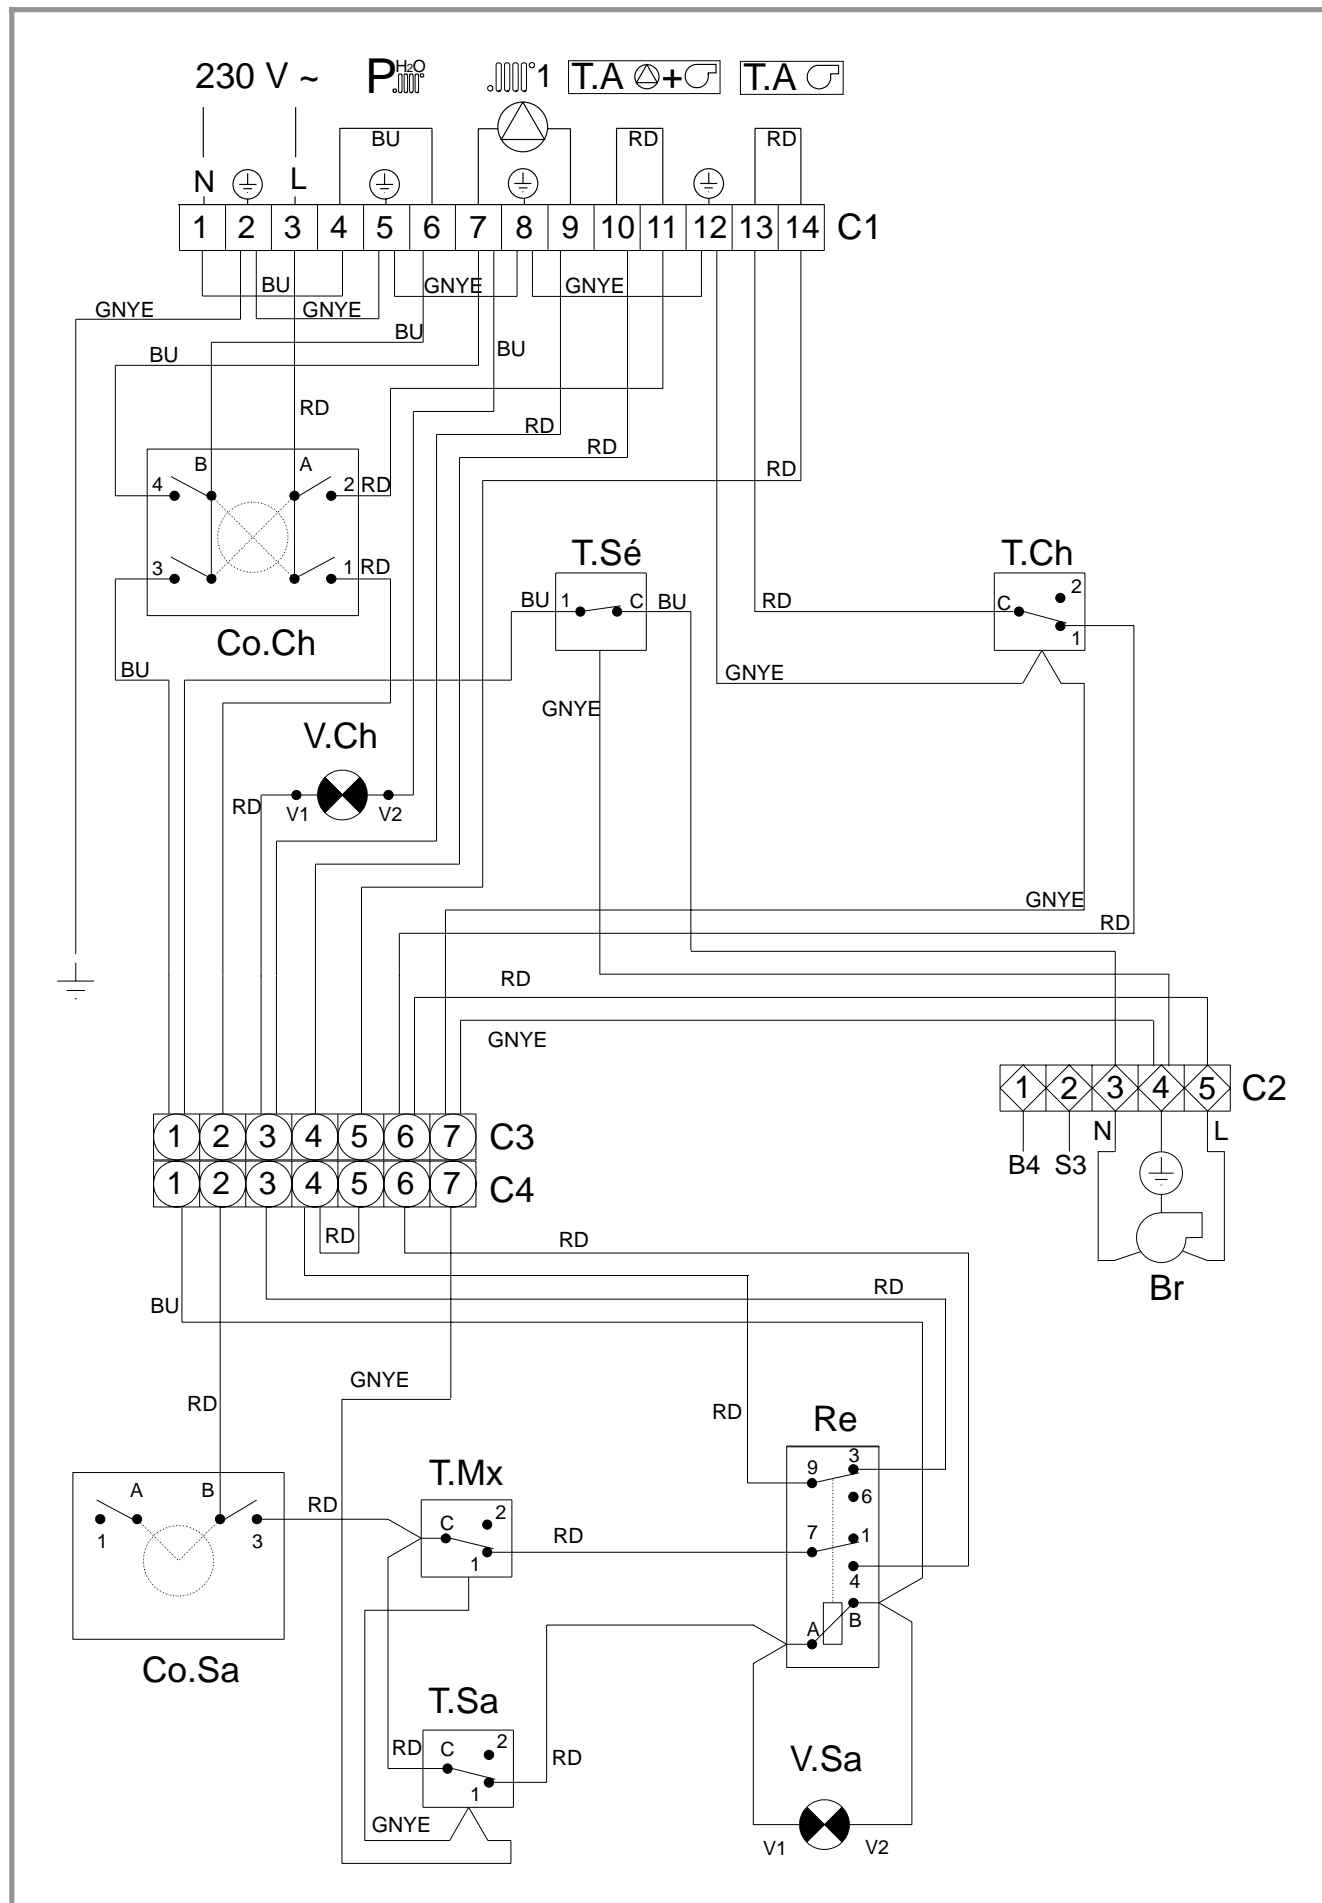 230 V ~ P H2O 1 T.A + T.A
BU RD RD
N L
1 2 3 4 5 6 7 8 9 10 11 12 13 14 C1
BU GNYE GNYE
GNYE GNYE
BU
BU BU
RD
RD
RD
RD
B A
4 2 RD
3 1 RD
T.Sé T.Ch
BU 1 C BU RD C 2
1
Co.Ch
BU GNYE
GNYE
V.Ch
RD V1 V2
GNYE
RD
RD
GNYE
1 2 3 4 5 C2
N L
B4 S3
1 2 3 4 5 6 7 C3
1 2 3 4 5 6 7 C4
RD RD
Br
RD
BU
GNYE
RD RD
Re
T.Mx
9 3
6
A B RD C 2 RD 7 1
1 3 1 4
A B
Co.Sa
T.Sa
RD C 2 RD
1
V.Sa
GNYE
V1 V2